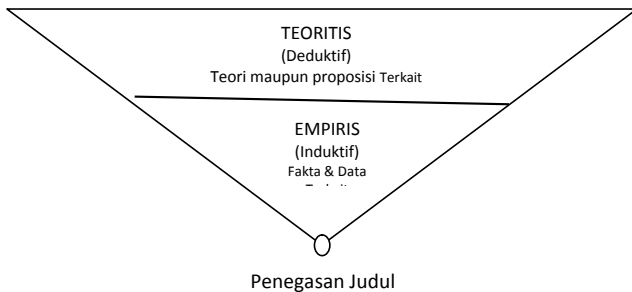 TEORITIS
(Deduktif)
Teori maupun proposisi Terkait
EMPIRIS
(Induktif)
Fakta & Data
Penegasan Judul